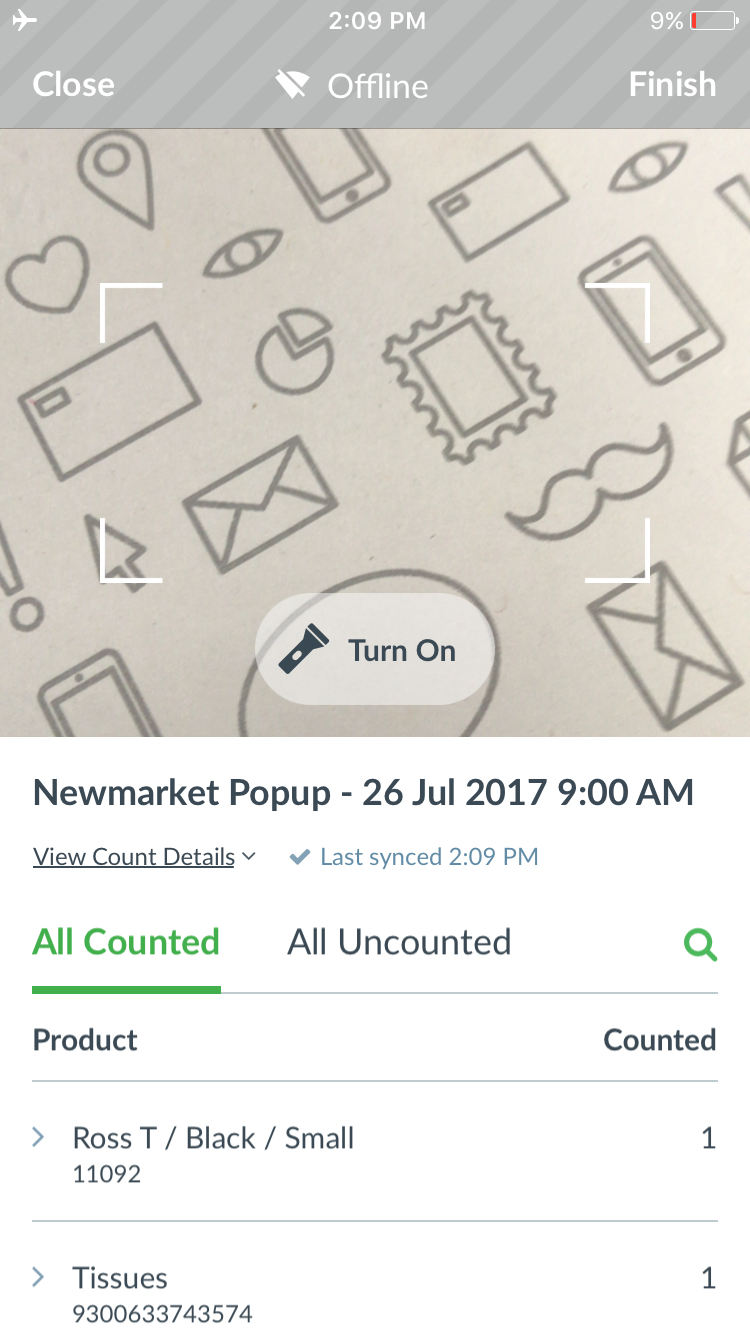 2:09 PM 9%
Close Offline Finish
Turn On
Newmarket Popup - 26 Jul 2017 9:00 AM
View Count Details Last synced 2:09 PM
All Counted All Uncounted
Product Counted
Ross T / Black / Small 1
11092
Tissues 1
9300633743574